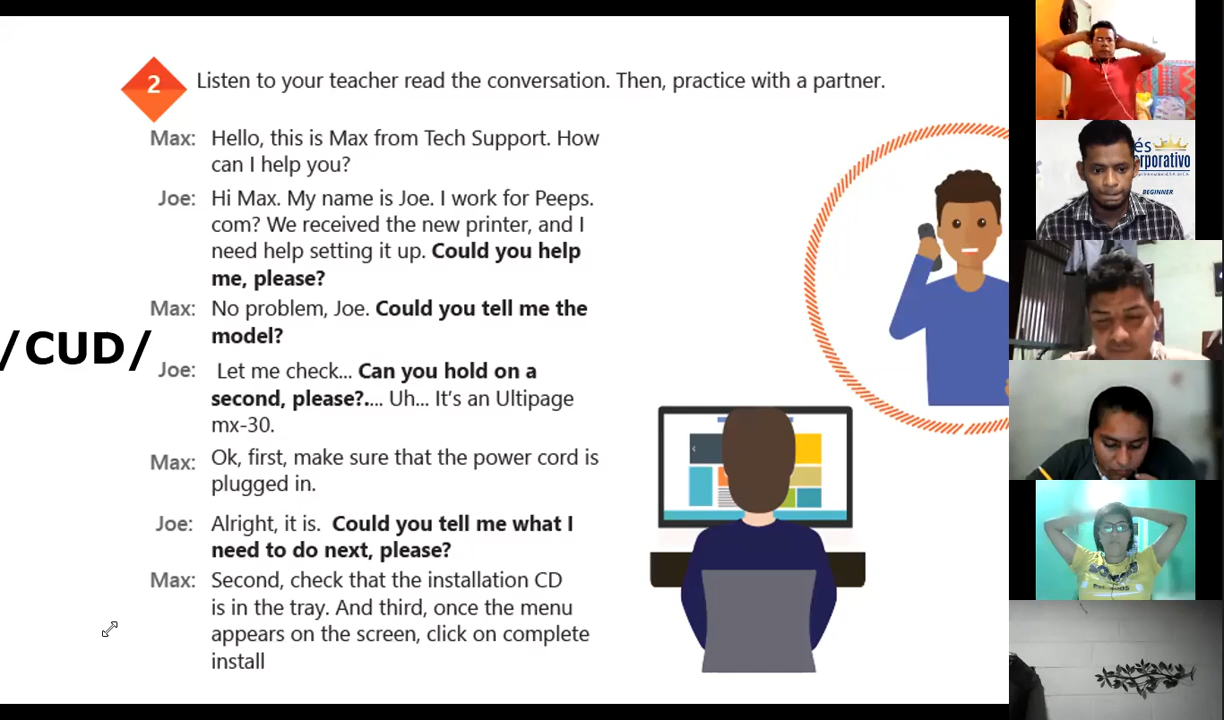 2 Listen to your teacher read the conversation. Then, practice with a partner.
Max: Hello, this is Max from Tech Support. How
can I help you?
Joe: Hi Max. My name is Joe. I work for Peeps.
com? We received the new printer, and I
need help setting it up. Could you help
me, please?
Max: No problem, Joe. Could you tell me the
model?
/CUD/
Joe: Let me check... Can you hold on a
second, please?.... Uh... It's an Ultipage
mx-30.
Max: Ok, first, make sure that the power cord is
plugged in.
Joe: Alright, it is. Could you tell me what I
need to do next, please?
Max: Second, check that the installation CD
is in the tray. And third, once the menu
appears on the screen, click on complete
install
és
orporativo
BEGINNER